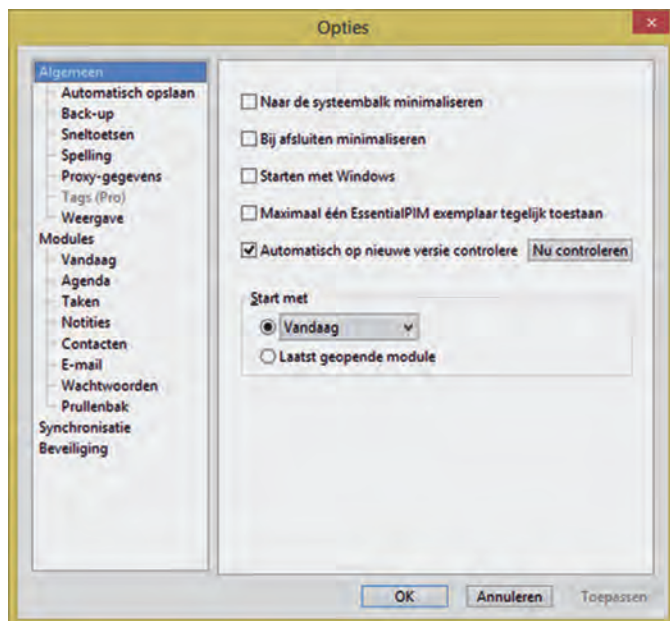 Opties
Algemeen
Automatisch opslaan
Back-up
Sneltoetsen
Spelling
Proxy-gegevens
Tags (Pro)
Weergave
Modules
Vandaag
Agenda
Taken
Notities
Contacten
E-mail
Wachtwoorden
Prullenbak
Synchronisatie
Beveiliging
Naar de systeembalk minimaliseren
Bij afsluiten minimaliseren
Starten met Windows
Maximaal één EssentialPIM exemplaar tegelijk toestaan
Automatisch op nieuwe versie controlere Nu controleren
Start met
Vandaag
Laatst geopende module
OK Annuleren Toepassen